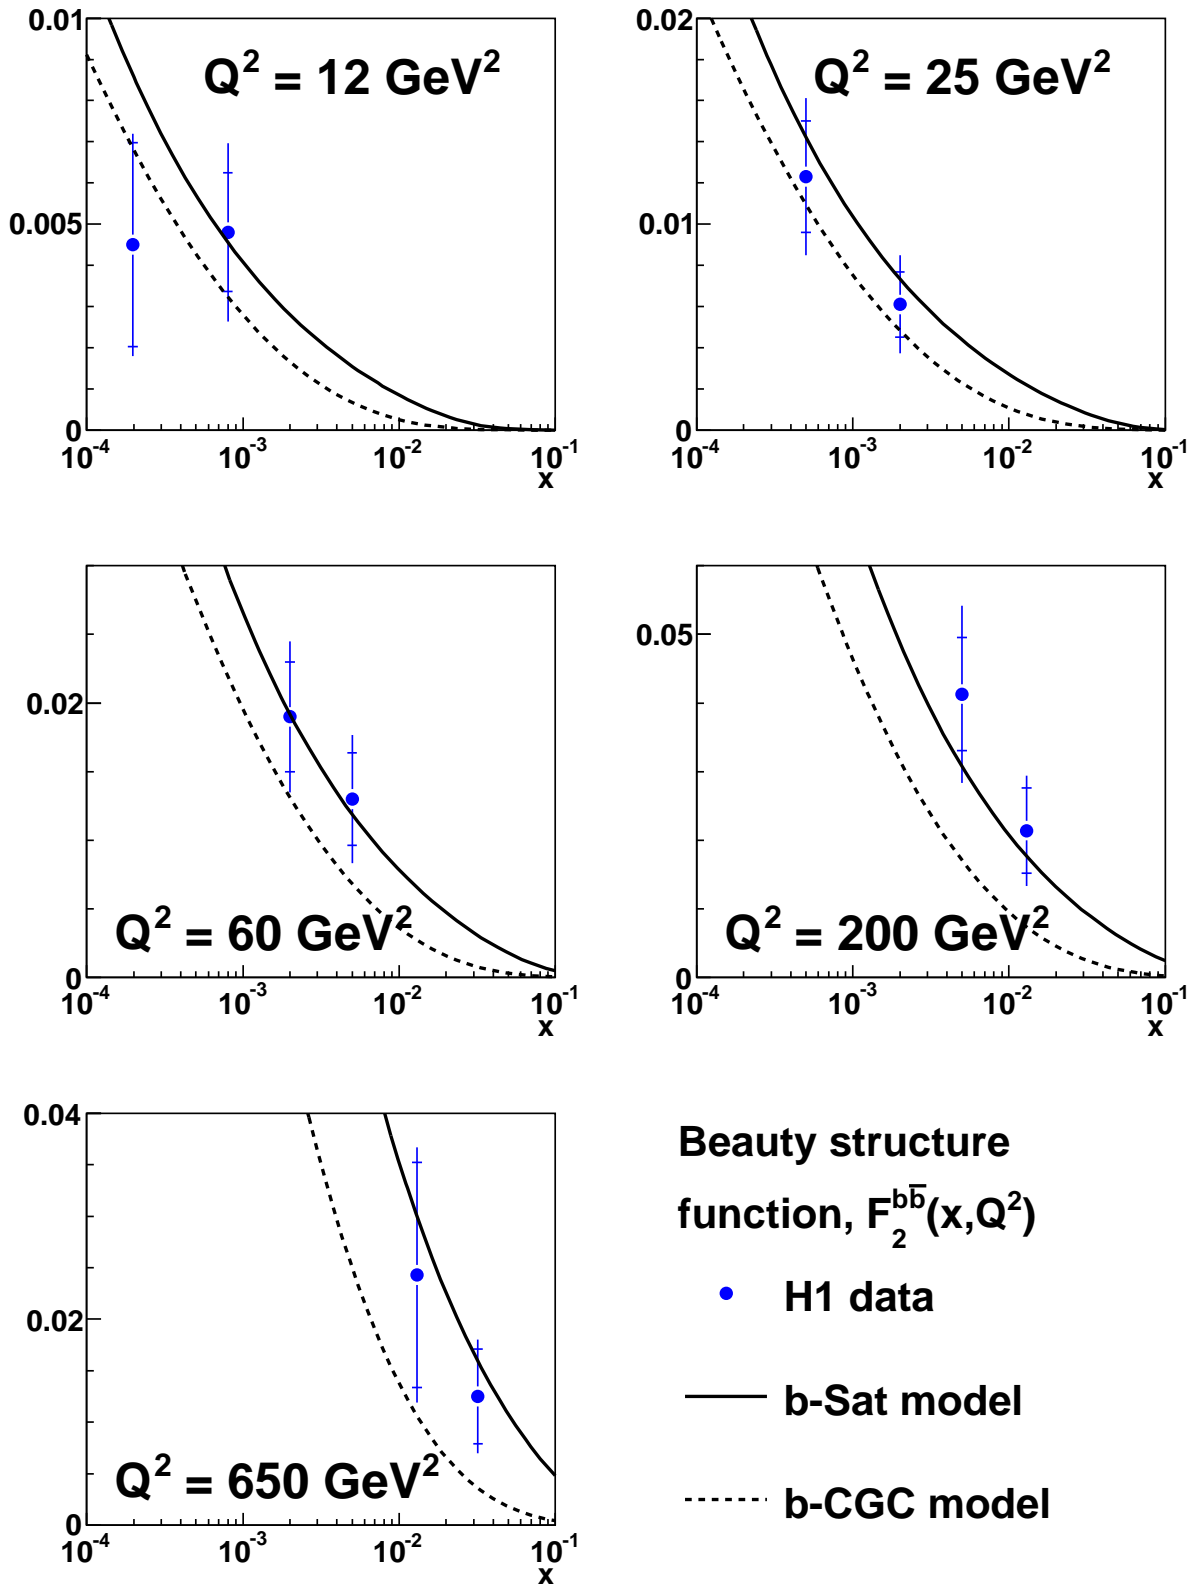 0.01
Q² = 12 GeV²
0.005
0
10⁻⁴ 10⁻³ 10⁻² 10⁻¹
x
0.02
Q² = 25 GeV²
0.01
0
10⁻⁴ 10⁻³ 10⁻² 10⁻¹
x
0.02
Q² = 60 GeV²
0
10⁻⁴ 10⁻³ 10⁻² 10⁻¹
x
0.05
Q² = 200 GeV²
0
10⁻⁴ 10⁻³ 10⁻² 10⁻¹
x
0.04
0.02
Q² = 650 GeV²
0
10⁻⁴ 10⁻³ 10⁻² 10⁻¹
x
Beauty structure
function, F₂^{bb̅}(x,Q²)
H1 data
b-Sat model
b-CGC model